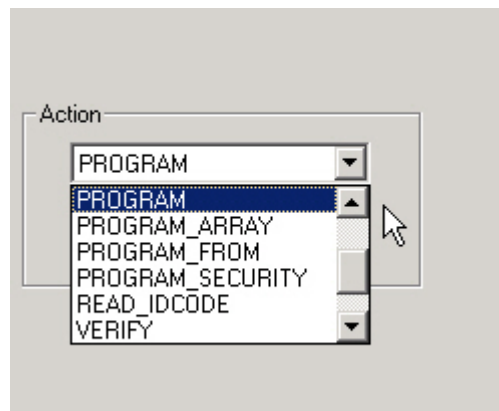 Action
PROGRAM
PROGRAM
PROGRAM_ARRAY
PROGRAM_FROM
PROGRAM_SECURITY
READ_IDCODE
VERIFY